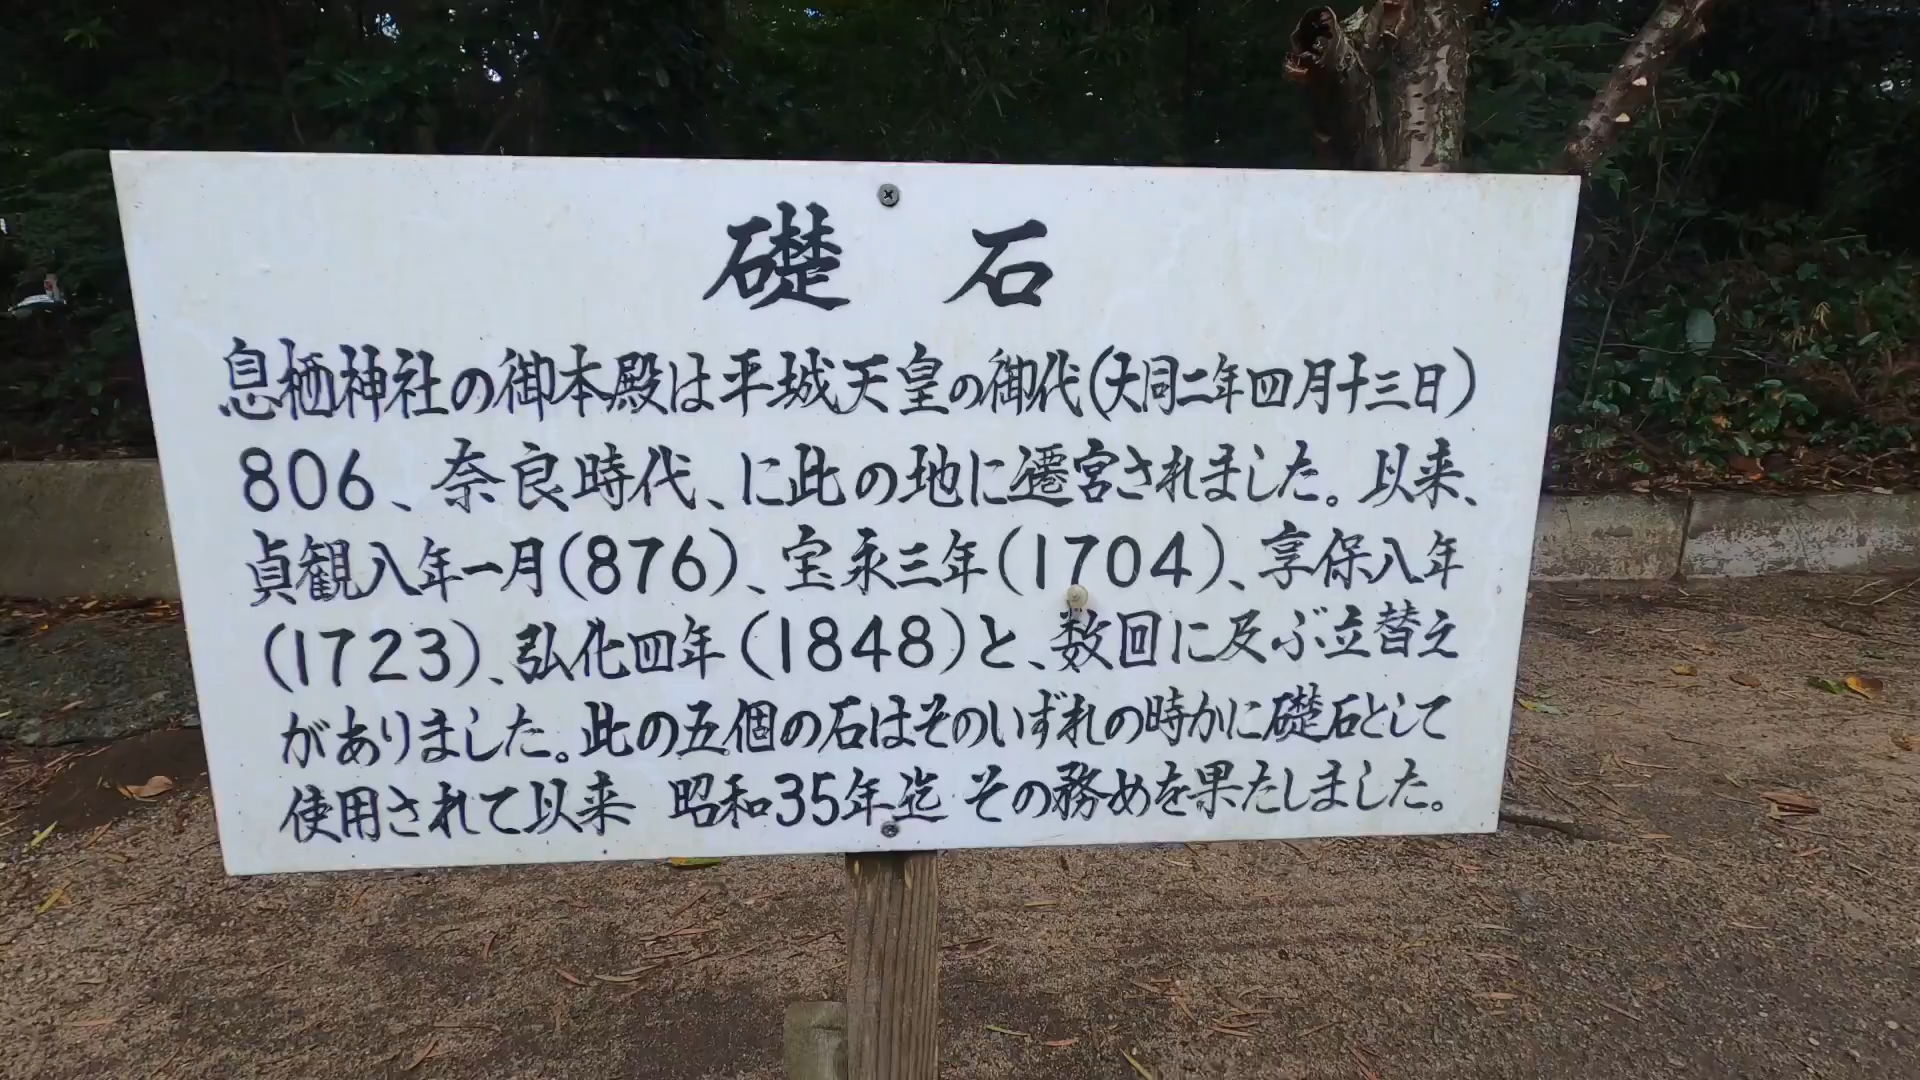 礎石
息栖神社の御本殿は平城天皇の御代(大同二年四月十三日)
806、奈良時代、に此の地に遷宮されました。以来、
貞観八年一月(876)、宝永三年(1704)、享保八年
(1723)、弘化四年(1848)と、数回に及ぶ立替え
がありました。此の五個の石はそのいずれの時かに礎石として
使用されて以来 昭和35年迄 その務めを果たしました。